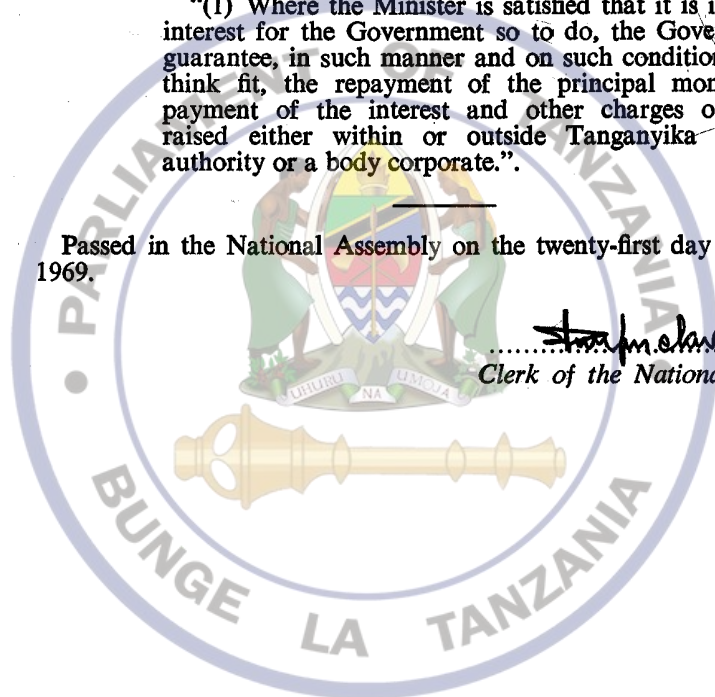 "(1) Where the Minister is satisfied that it is i
interest for the Government so to do, the Gove
guarantee, in such manner and on such condition
think fit, the repayment of the principal mon
payment of the interest and other charges o
raised either within or outside Tanganyika
authority or a body corporate.".
Passed in the National Assembly on the twenty-first day
1969.
Clerk of the Nationa
PARLIAMENT OF TANZANIA
UHURU NA UMOJA
BUNGE LA TANZANIA